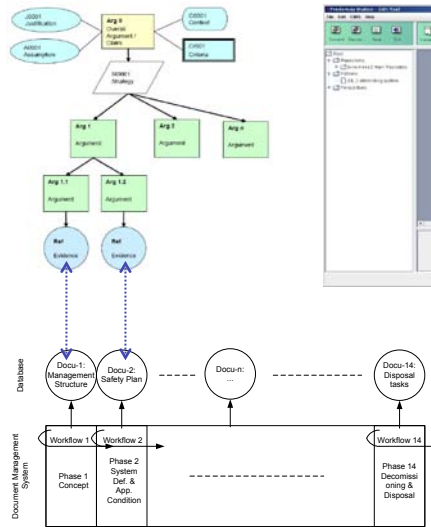 J0001
Justification
A0001
Assumption
Arg 0
Overall
Argument /
Claim
C0001
Context
Cr001
Criteria
S0001
Strategy
Arg 1
Argument
Arg 2
Argument
Arg n
Argument
Arg 1.1
Argument
Arg 1.2
Argument
Ref
Evidence
Ref
Evidence
Database
Docu-1:
Management
Structure
Docu-2:
Safety Plan
Docu-n:
...
Docu-14:
Disposal
tasks
Document Management
System
Workflow 1
Phase 1
Concept
Workflow 2
Phase 2
System
Def. &
App.
Condition
Workflow 14
Phase 14
Decomissi
oning &
Disposal